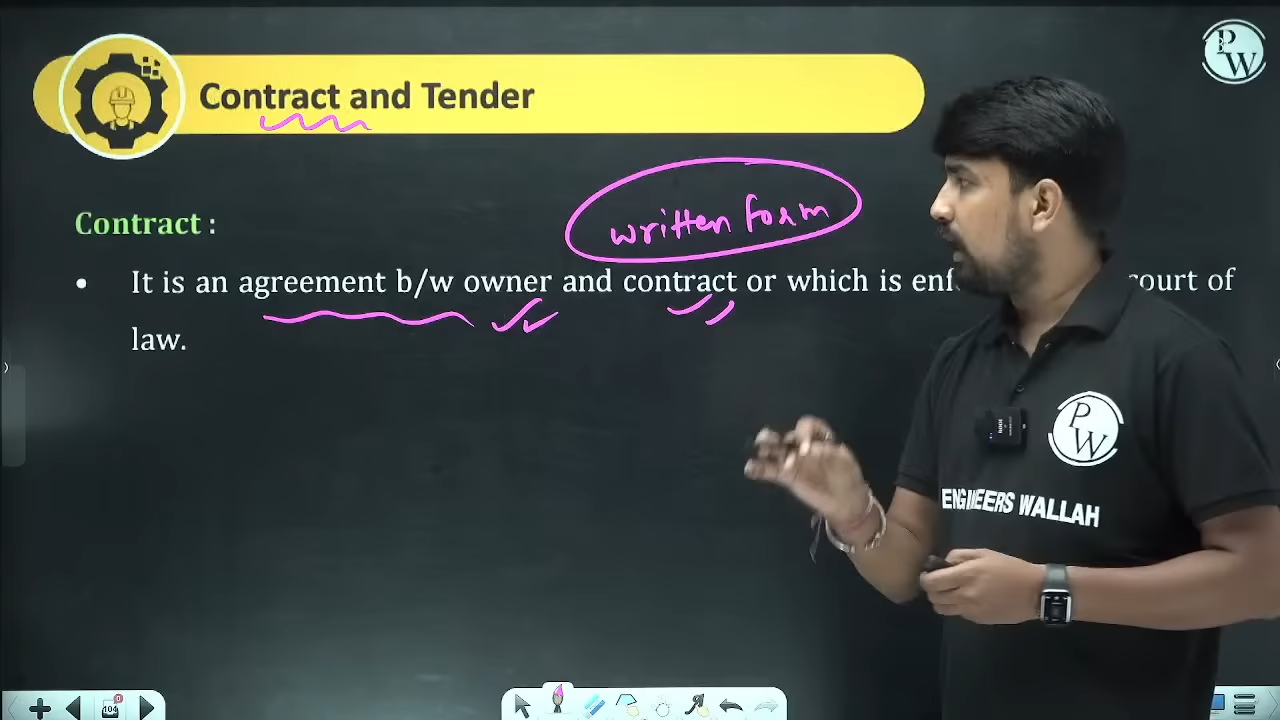 PW
Contract and Tender
written form
Contract :
• It is an agreement b/w owner and contract or which is enf court of
law.
PW
ENGINEERS WALLAH